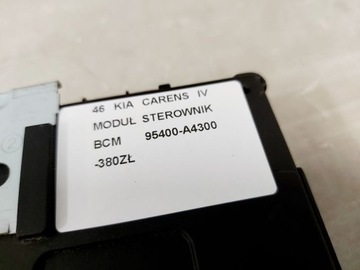 46 KIA CARENS IV
MODUŁ STEROWNIK
BCM 95400-A4300
-380ZŁ